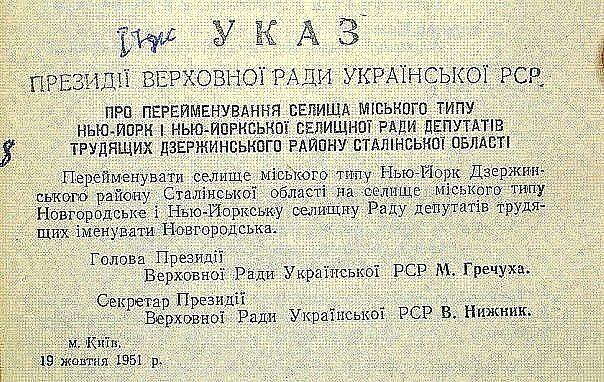 УКАЗ
ПРЕЗИДІЇ ВЕРХОВНОЇ РАДИ УКРАЇНСЬКОЇ РСР
ПРО ПЕРЕЙМЕНУВАННЯ СЕЛИЩА МІСЬКОГО ТИПУ
НЬЮ-ЙОРК І НЬЮ-ЙОРКСЬКОЇ СЕЛИЩНОЇ РАДИ ДЕПУТАТІВ
ТРУДЯЩИХ ДЗЕРЖИНСЬКОГО РАЙОНУ СТАЛІНСЬКОЇ ОБЛАСТІ
Перейменувати селище міського типу Нью-Йорк Дзержин-
ського району Сталінської області на селище міського типу
Новгородське і Нью-Йоркську селищну Раду депутатів трудя-
щих іменувати Новгородська.
Голова Президії
Верховної Ради Української РСР М. Гречуха.
Секретар Президії
Верховної Ради Української РСР В. Нижник.
м. Київ.
19 жовтня 1951 р.